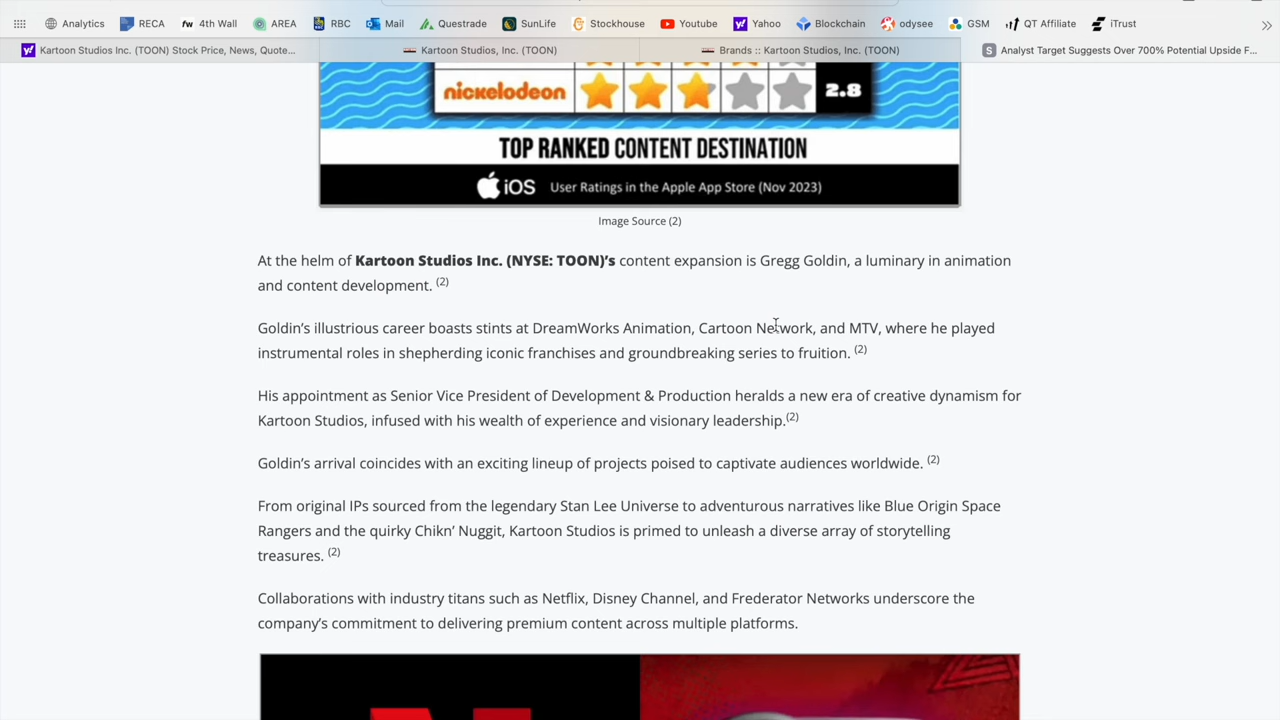 Analytics RECA fw 4th Wall AREA RBC Mail Questrade SunLife Stockhouse Youtube Yahoo Blockchain odysee GSM QT Affiliate iTrust
Kartoon Studios Inc. (TOON) Stock Price, News, Quote... Kartoon Studios, Inc. (TOON) Brands :: Kartoon Studios, Inc. (TOON) S Analyst Target Suggests Over 700% Potential Upside F...
nickelodeon 2.8
TOP RANKED CONTENT DESTINATION
iOS User Ratings in the Apple App Store (Nov 2023)
Image Source (2)
At the helm of Kartoon Studios Inc. (NYSE: TOON)’s content expansion is Gregg Goldin, a luminary in animation
and content development. (2)
Goldin’s illustrious career boasts stints at DreamWorks Animation, Cartoon Network, and MTV, where he played
instrumental roles in shepherding iconic franchises and groundbreaking series to fruition. (2)
His appointment as Senior Vice President of Development & Production heralds a new era of creative dynamism for
Kartoon Studios, infused with his wealth of experience and visionary leadership.(2)
Goldin’s arrival coincides with an exciting lineup of projects poised to captivate audiences worldwide. (2)
From original IPs sourced from the legendary Stan Lee Universe to adventurous narratives like Blue Origin Space
Rangers and the quirky Chikn’ Nuggit, Kartoon Studios is primed to unleash a diverse array of storytelling
treasures. (2)
Collaborations with industry titans such as Netflix, Disney Channel, and Frederator Networks underscore the
company’s commitment to delivering premium content across multiple platforms.